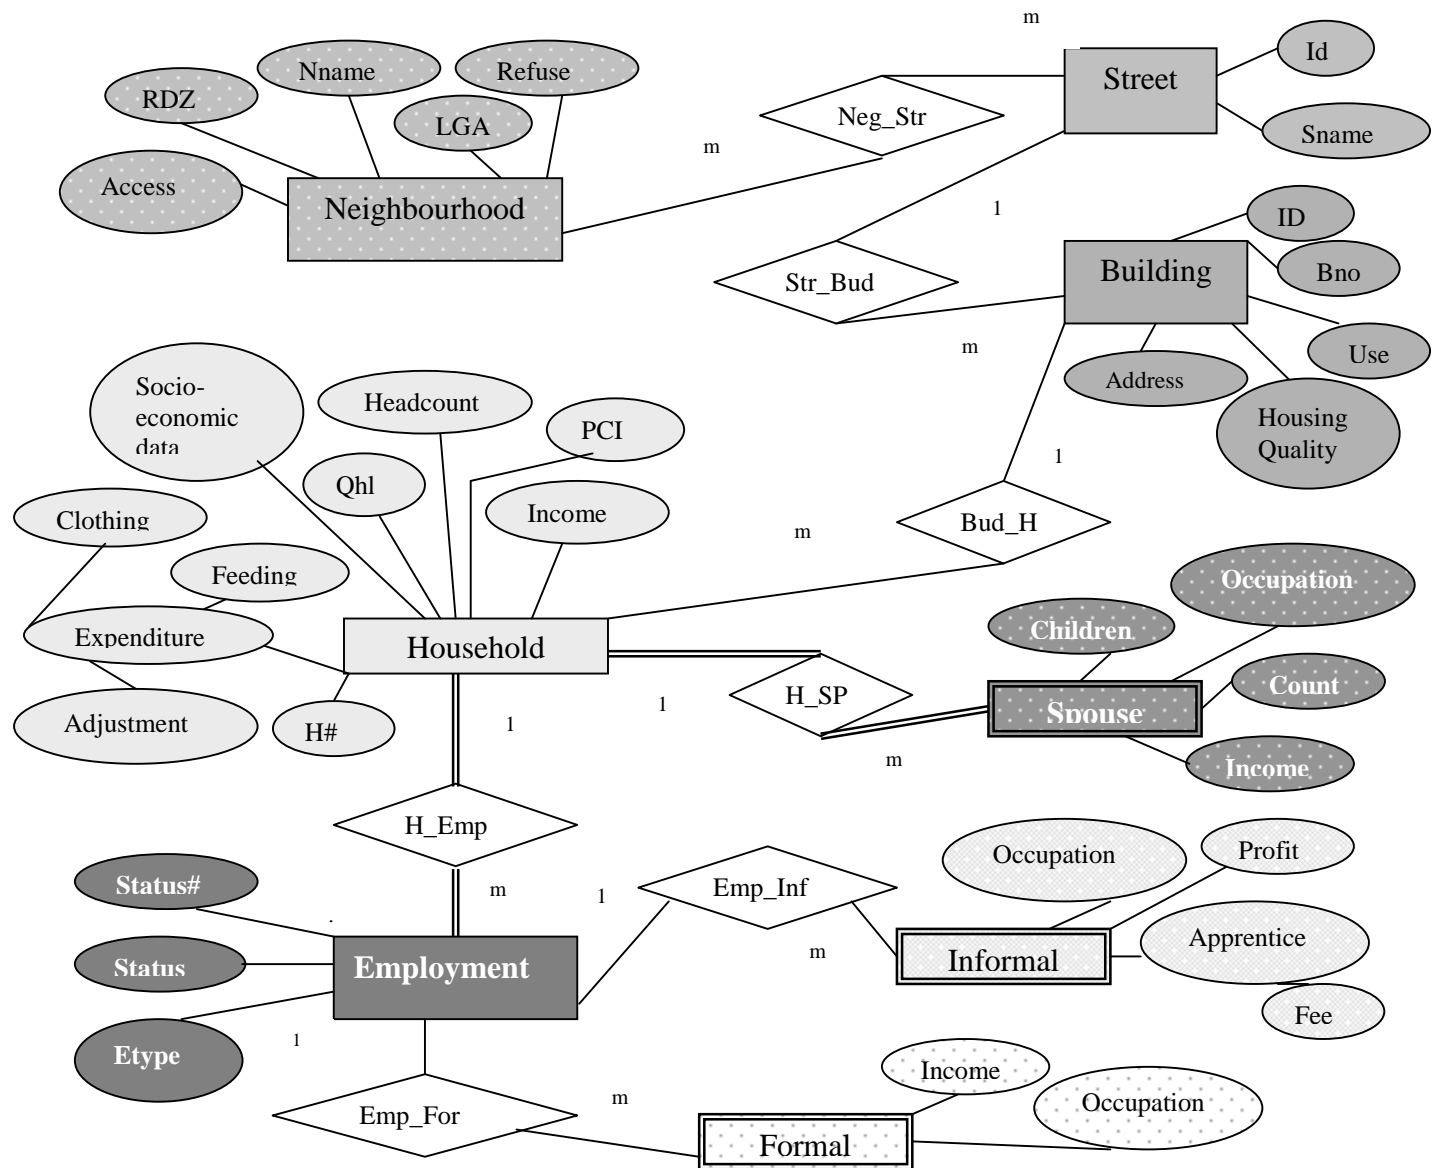 m
Id
Street
Nname
Refuse
RDZ
LGA
Neg_Str
Sname
m
Access
Neighbourhood
1
ID
Building
Bno
Str_Bud
m
Use
Address
Socio-
economic
data
Headcount
PCI
Housing
Quality
1
Qhl
Income
Clothing
Bud_H
m
Feeding
Occupation
Expenditure
Children
Household
H_SP
Count
1
1
Spouse
Adjustment
H#
m
Income
H_Emp
Occupation
Profit
Status#
m
1
Emp_Inf
.
Apprentice
m
Status
Employment
Informal
Fee
1
Etype
Income
m
Occupation
Emp_For
Formal